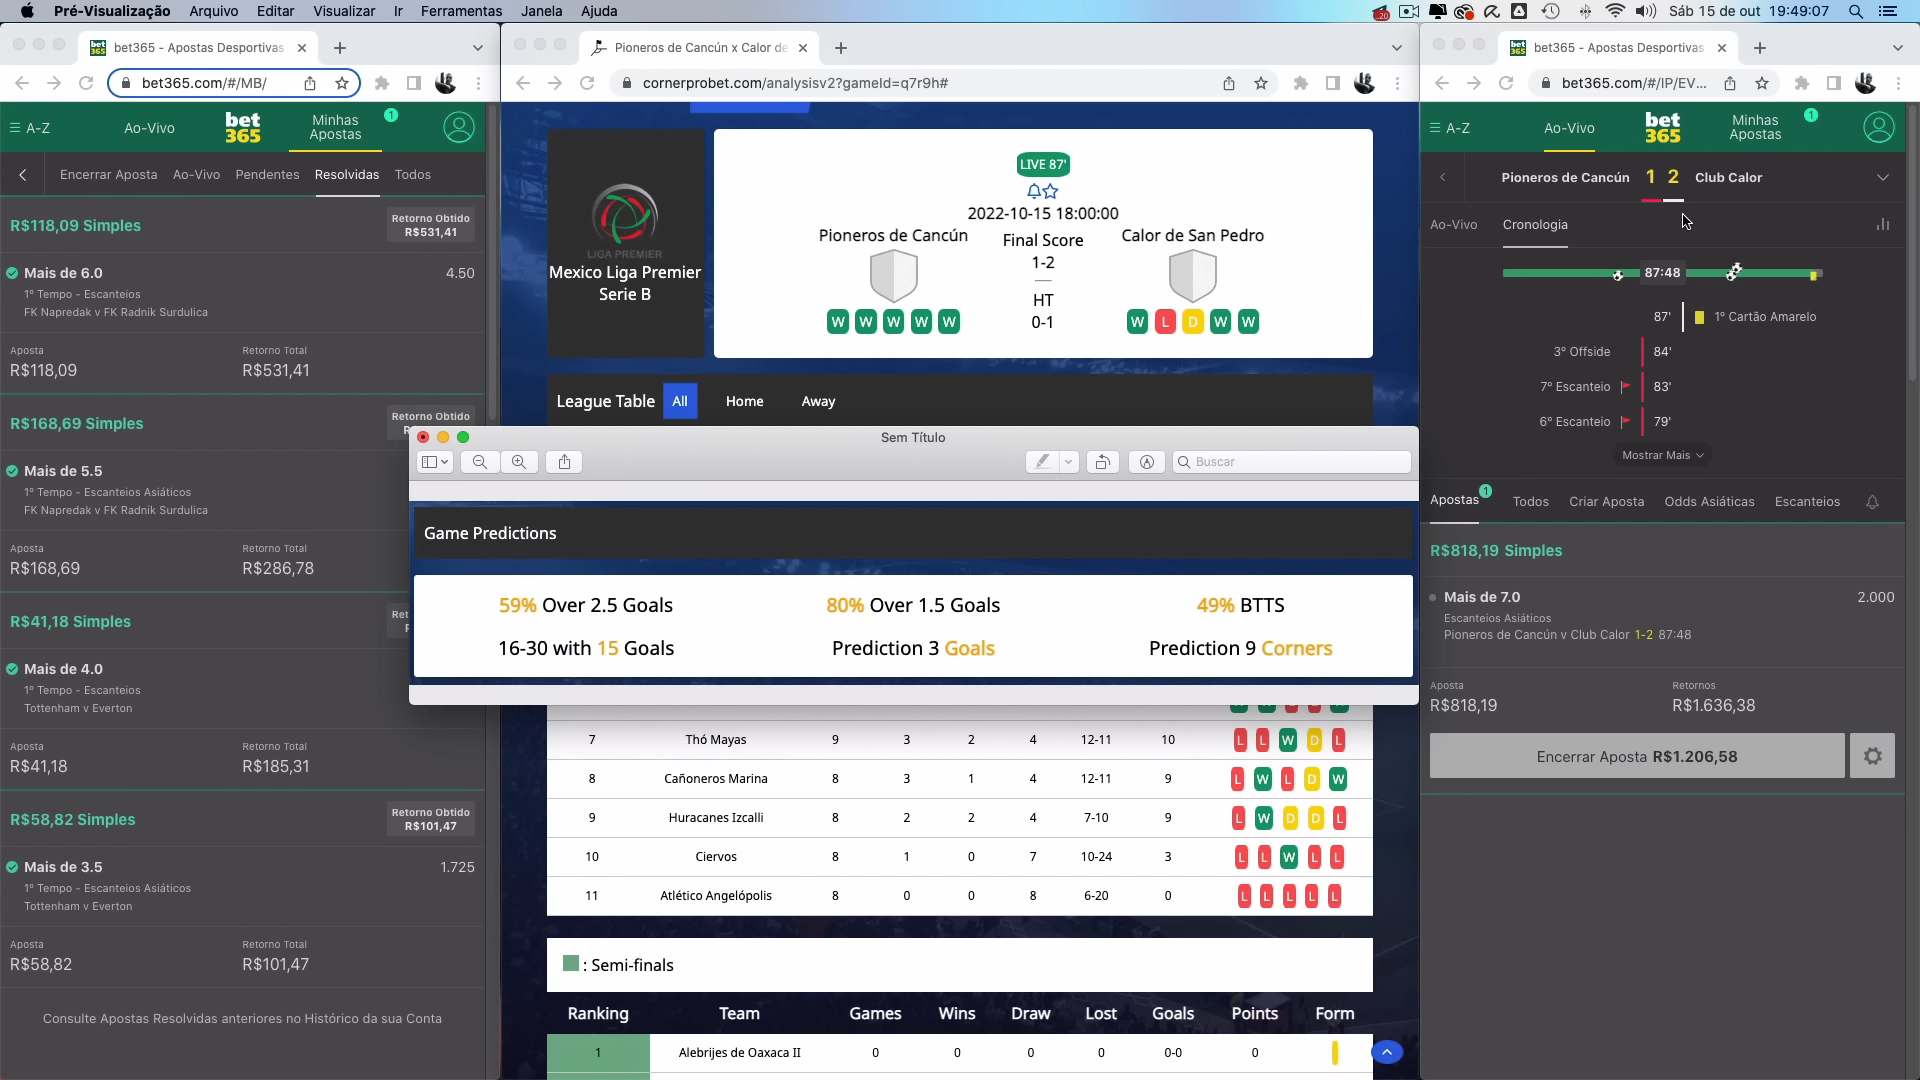 Pré-Visualização Arquivo Editar Visualizar Ir Ferramentas Janela Ajuda
Sáb 15 de out 19:49:07
bet365 - Apostas Desportivas
bet365.com/#/MB/
A-Z
Ao-Vivo
bet365
Minhas Apostas
1
Encerrar Aposta Ao-Vivo Pendentes Resolvidas Todos
R$118,09 Simples
Retorno Obtido
R$531,41
Mais de 6.0 4.50
1º Tempo - Escanteios
FK Napredak v FK Radnik Surdulica
Aposta Retorno Total
R$118,09 R$531,41
R$168,69 Simples
Retorno Obtido
Mais de 5.5
1º Tempo - Escanteios Asiáticos
FK Napredak v FK Radnik Surdulica
Aposta Retorno Total
R$168,69 R$286,78
R$41,18 Simples
Mais de 4.0
1º Tempo - Escanteios
Tottenham v Everton
Aposta Retorno Total
R$41,18 R$185,31
R$58,82 Simples
Retorno Obtido
R$101,47
Mais de 3.5 1.725
1º Tempo - Escanteios Asiáticos
Tottenham v Everton
Aposta Retorno Total
R$58,82 R$101,47
Consulte Apostas Resolvidas anteriores no Histórico da sua Conta
Pioneros de Cancún x Calor de
cornerprobet.com/analysisv2?gameId=q7r9h#
LIGA PREMIER
Mexico Liga Premier
Serie B
LIVE 87'
2022-10-15 18:00:00
Pioneros de Cancún
Final Score
Calor de San Pedro
1-2
HT
0-1
W W W W W
W L D W W
League Table All Home Away
Sem Título
Buscar
Game Predictions
59% Over 2.5 Goals 80% Over 1.5 Goals 49% BTTS
16-30 with 15 Goals Prediction 3 Goals Prediction 9 Corners
7 Thó Mayas 9 3 2 4 12-11 10 L L W D L
8 Cañoneros Marina 8 3 1 4 12-11 9 L W L D W
9 Huracanes Izcalli 8 2 2 4 7-10 9 L W D D L
10 Ciervos 8 1 0 7 10-24 3 L L W L L
11 Atlético Angelópolis 8 0 0 8 6-20 0 L L L L L
: Semi-finals
Ranking Team Games Wins Draw Lost Goals Points Form
1 Alebrijes de Oaxaca II 0 0 0 0 0-0 0
bet365 - Apostas Desportivas
bet365.com/#/IP/EV...
A-Z
Ao-Vivo
bet365
Minhas Apostas
1
Pioneros de Cancún 1 2 Club Calor
Ao-Vivo Cronologia
87:48
87' 1º Cartão Amarelo
3º Offside 84'
7º Escanteio 83'
6º Escanteio 79'
Mostrar Mais
Apostas 1 Todos Criar Aposta Odds Asiáticas Escanteios
R$818,19 Simples
Mais de 7.0 2.000
Escanteios Asiáticos
Pioneros de Cancún v Club Calor 1-2 87:48
Aposta Retornos
R$818,19 R$1.636,38
Encerrar Aposta R$1.206,58